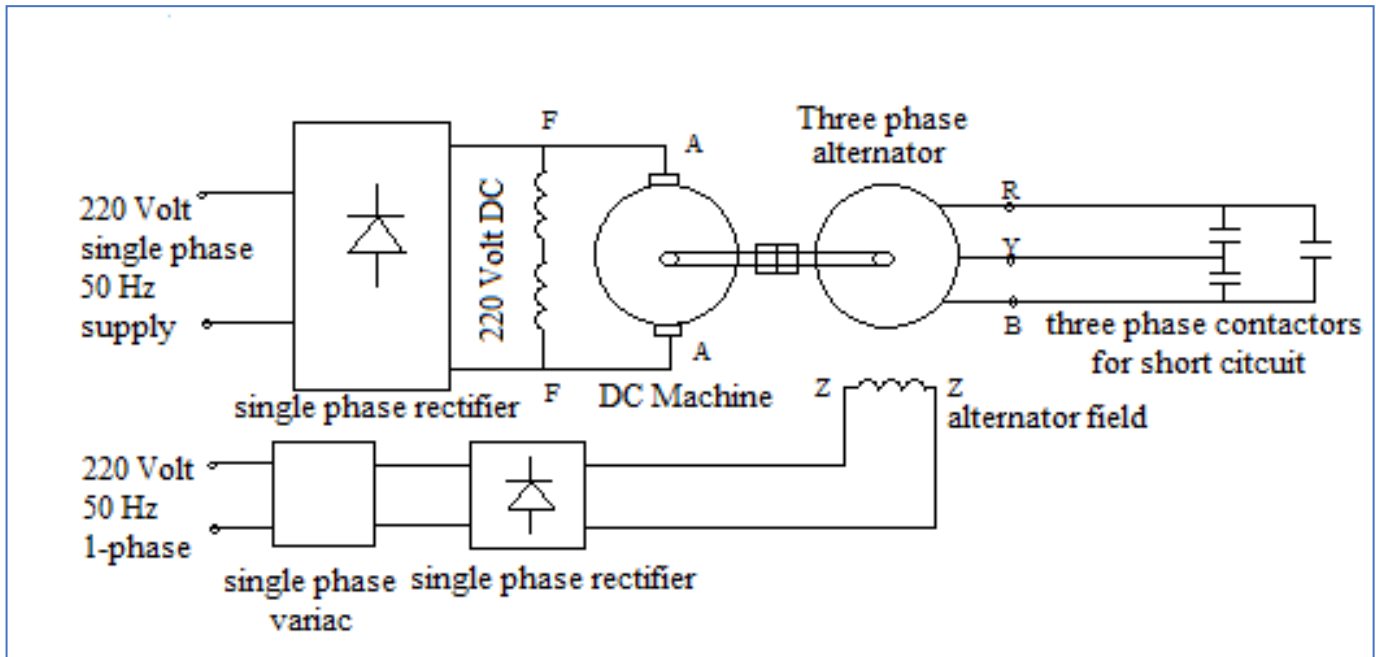 220 Volt
single phase
50 Hz
supply
single phase rectifier
F
220 Volt DC
F
A
A
DC Machine
Three phase
alternator
R
Y
B
three phase contactors
for short citcuit
Z
Z
alternator field
220 Volt
50 Hz
1-phase
single phase
variac
single phase rectifier